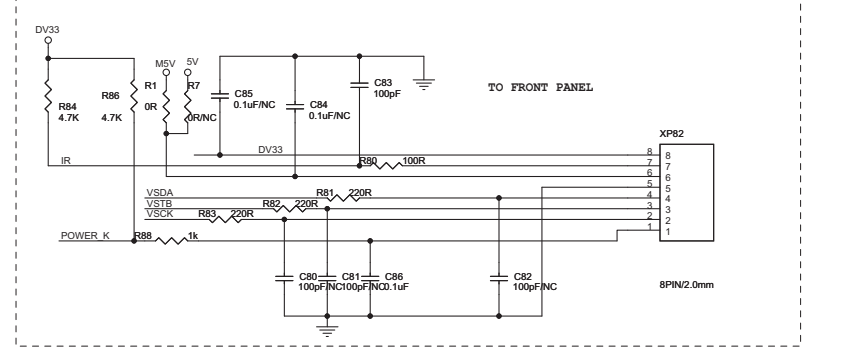 DV33
M5V 5V
R84
4.7K
R86
4.7K
R1
0R
R7
0R/NC
C85
0.1uF/NC
C84
0.1uF/NC
C83
100pF
TO FRONT PANEL
XP82
DV33
IR
R80 100R
VSDA
R81 220R
VSTB
R82 220R
VSCK
R83 220R
POWER_K
R88 1k
8 8
7 7
6 6
5 5
4 4
3 3
2 2
1 1
C80
100pF/NC
C81
100pF/NC
C86
0.1uF
C82
100pF/NC
8PIN/2.0mm